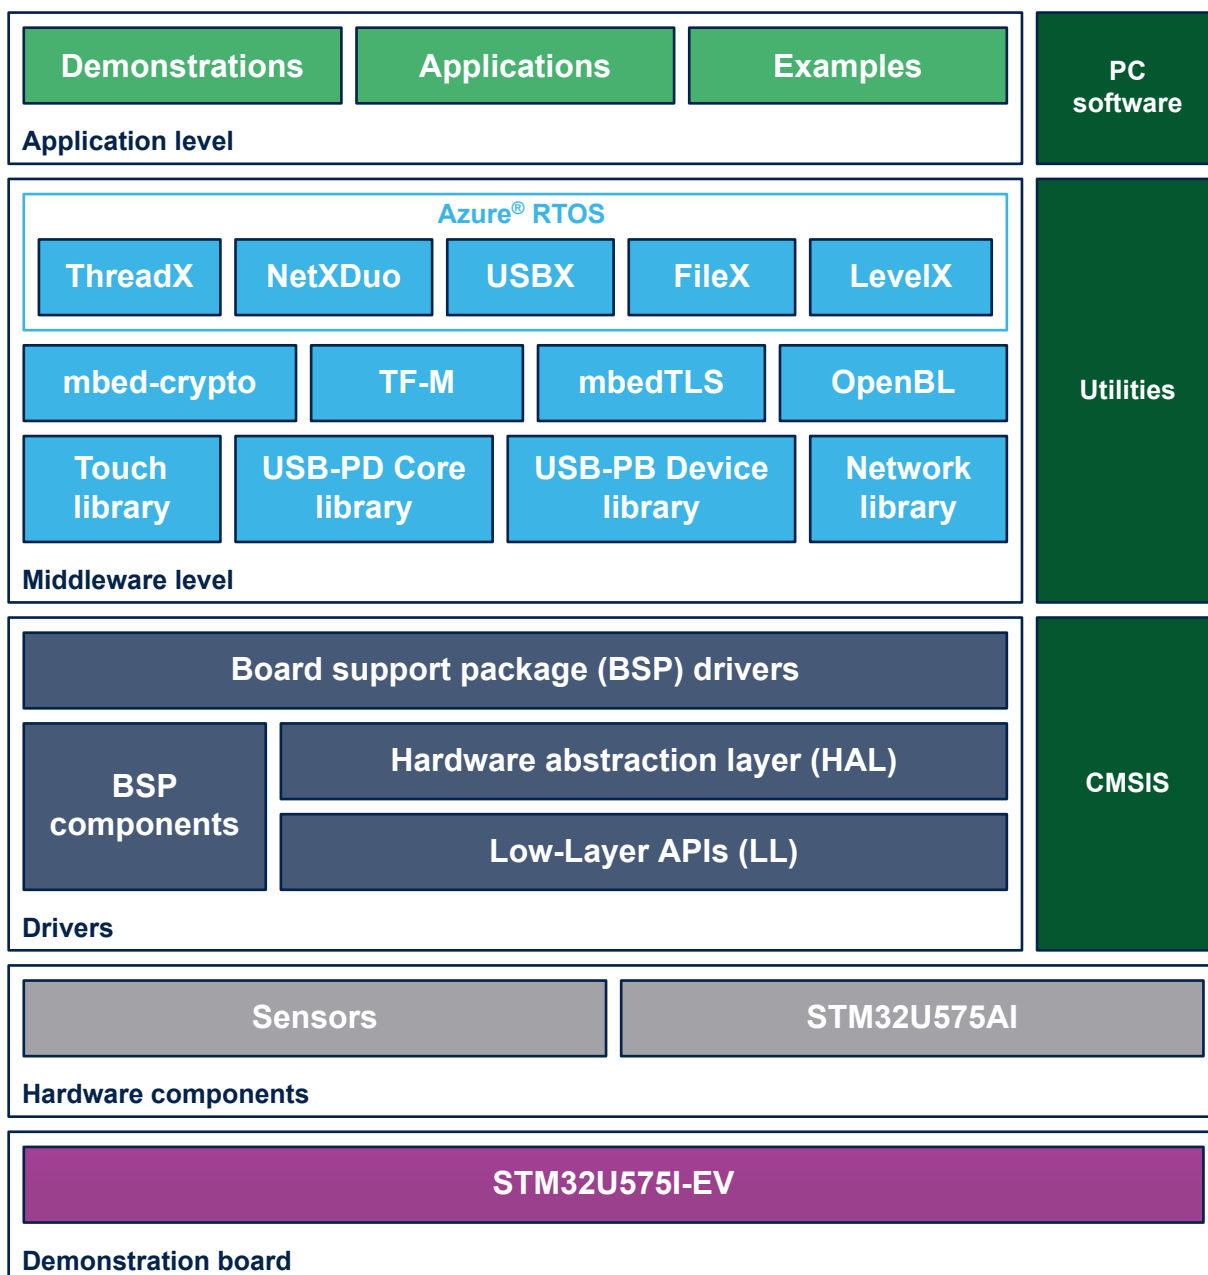 Demonstrations
Applications
Examples
Application level
PC
software
Azure® RTOS
ThreadX
NetXDuo
USBX
FileX
LevelX
mbed-crypto
TF-M
mbedTLS
OpenBL
Touch
library
USB-PD Core
library
USB-PB Device
library
Network
library
Middleware level
Utilities
Board support package (BSP) drivers
BSP
components
Hardware abstraction layer (HAL)
Low-Layer APIs (LL)
Drivers
CMSIS
Sensors
STM32U575AI
Hardware components
STM32U575I-EV
Demonstration board